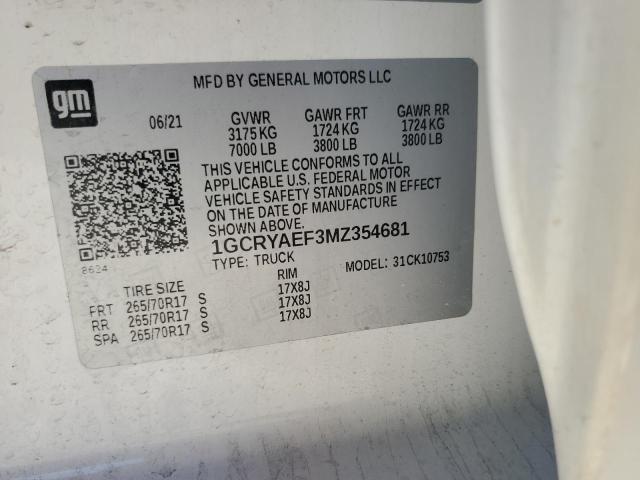 gm
MFD BY GENERAL MOTORS LLC
06/21 GVWR GAWR FRT GAWR RR
3175 KG 1724 KG 1724 KG
7000 LB 3800 LB 3800 LB
THIS VEHICLE CONFORMS TO ALL
APPLICABLE U.S. FEDERAL MOTOR
VEHICLE SAFETY STANDARDS IN EFFECT
ON THE DATE OF MANUFACTURE
SHOWN ABOVE.
1GCRYAEF3MZ354681
8624
TYPE: TRUCK MODEL: 31CK10753
TIRE SIZE RIM
FRT 265/70R17 S 17X8J
RR 265/70R17 S 17X8J
SPA 265/70R17 S 17X8J